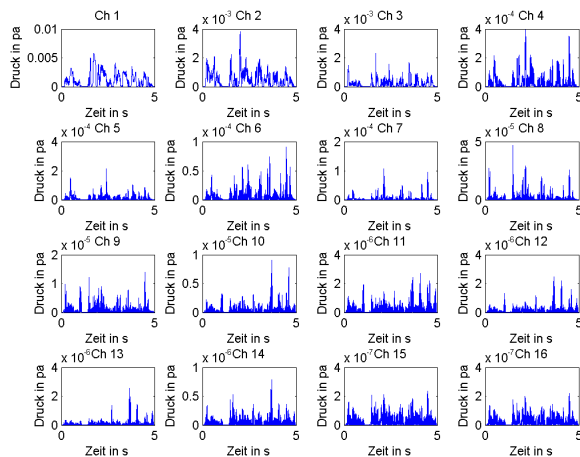 Ch 1
Ch 2
Ch 3
Ch 4
0.01
0.005
0
Druck in pa
0 5
Zeit in s
x 10^-3
4
2
0
Druck in pa
0 5
Zeit in s
x 10^-3
4
2
0
Druck in pa
0 5
Zeit in s
x 10^-4
4
2
0
Druck in pa
0 5
Zeit in s
x 10^-4
Ch 5
4
2
0
Druck in pa
0 5
Zeit in s
x 10^-4
Ch 6
1
0.5
0
Druck in pa
0 5
Zeit in s
x 10^-4
Ch 7
2
1
0
Druck in pa
0 5
Zeit in s
x 10^-5
Ch 8
5
0
Druck in pa
0 5
Zeit in s
x 10^-5
Ch 9
2
1
0
Druck in pa
0 5
Zeit in s
x 10^-5
Ch 10
1
0.5
0
Druck in pa
0 5
Zeit in s
x 10^-6
Ch 11
4
2
0
Druck in pa
0 5
Zeit in s
x 10^-6
Ch 12
4
2
0
Druck in pa
0 5
Zeit in s
x 10^-6
Ch 13
4
2
0
Druck in pa
0 5
Zeit in s
x 10^-6
Ch 14
1
0.5
0
Druck in pa
0 5
Zeit in s
x 10^-7
Ch 15
4
2
0
Druck in pa
0 5
Zeit in s
x 10^-7
Ch 16
4
2
0
Druck in pa
0 5
Zeit in s